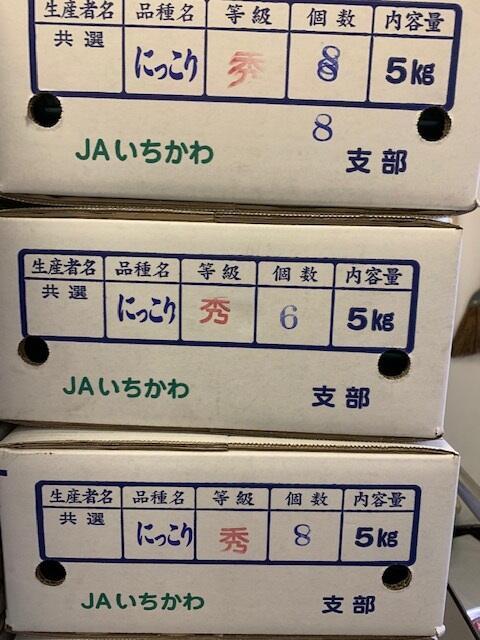 生産者名 品種名 等級 個数 内容量
共選 にっこり 秀 8 5kg
8
JAいちかわ 支部
生産者名 品種名 等級 個数 内容量
共選 にっこり 秀 6 5kg
JAいちかわ 支部
生産者名 品種名 等級 個数 内容量
共選 にっこり 秀 8 5kg
JAいちかわ 支部